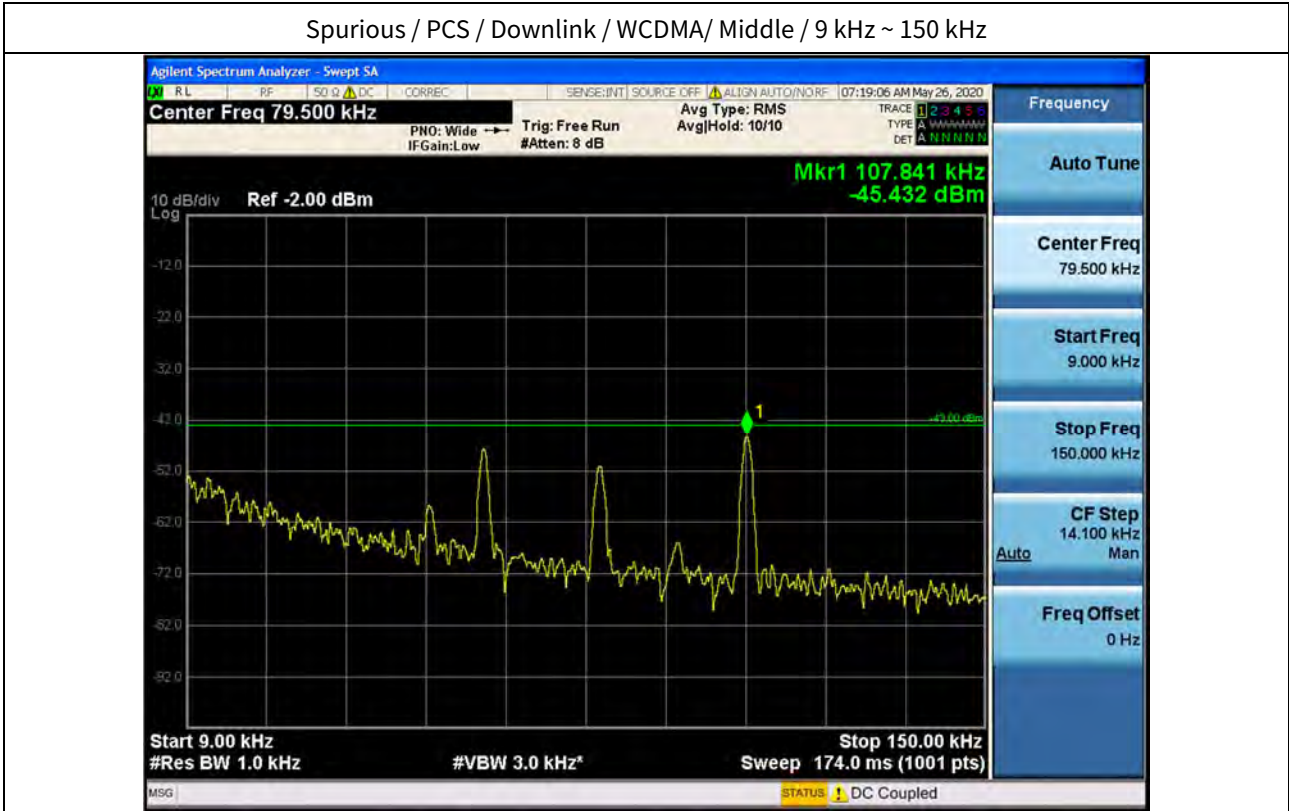 Spurious / PCS / Downlink / WCDMA/ Middle / 9 kHz ~ 150 kHz
Agilent Spectrum Analyzer - Swept SA
LXI RL RF 50 Ω ⚠ DC CORREC SENSE:INT SOURCE OFF ⚠ ALIGN AUTO/NO RF 07:19:06 AM May 26, 2020
Center Freq 79.500 kHz
PNO: Wide
IFGain:Low
Trig: Free Run
#Atten: 8 dB
Avg Type: RMS
Avg|Hold: 10/10
TRACE 1 2 3 4 5 6
TYPE A WWWWW
DET A N N N N N
Frequency
Mkr1 107.841 kHz
-45.432 dBm
10 dB/div Ref -2.00 dBm
Log
-12.0
-22.0
-32.0
-42.0
-52.0
-62.0
-72.0
-82.0
-92.0
1
-43.00 dBm
Start 9.00 kHz
Stop 150.00 kHz
#Res BW 1.0 kHz
#VBW 3.0 kHz*
Sweep 174.0 ms (1001 pts)
Auto Tune
Center Freq
79.500 kHz
Start Freq
9.000 kHz
Stop Freq
150.000 kHz
CF Step
14.100 kHz
Auto Man
Freq Offset
0 Hz
MSG
STATUS ! DC Coupled